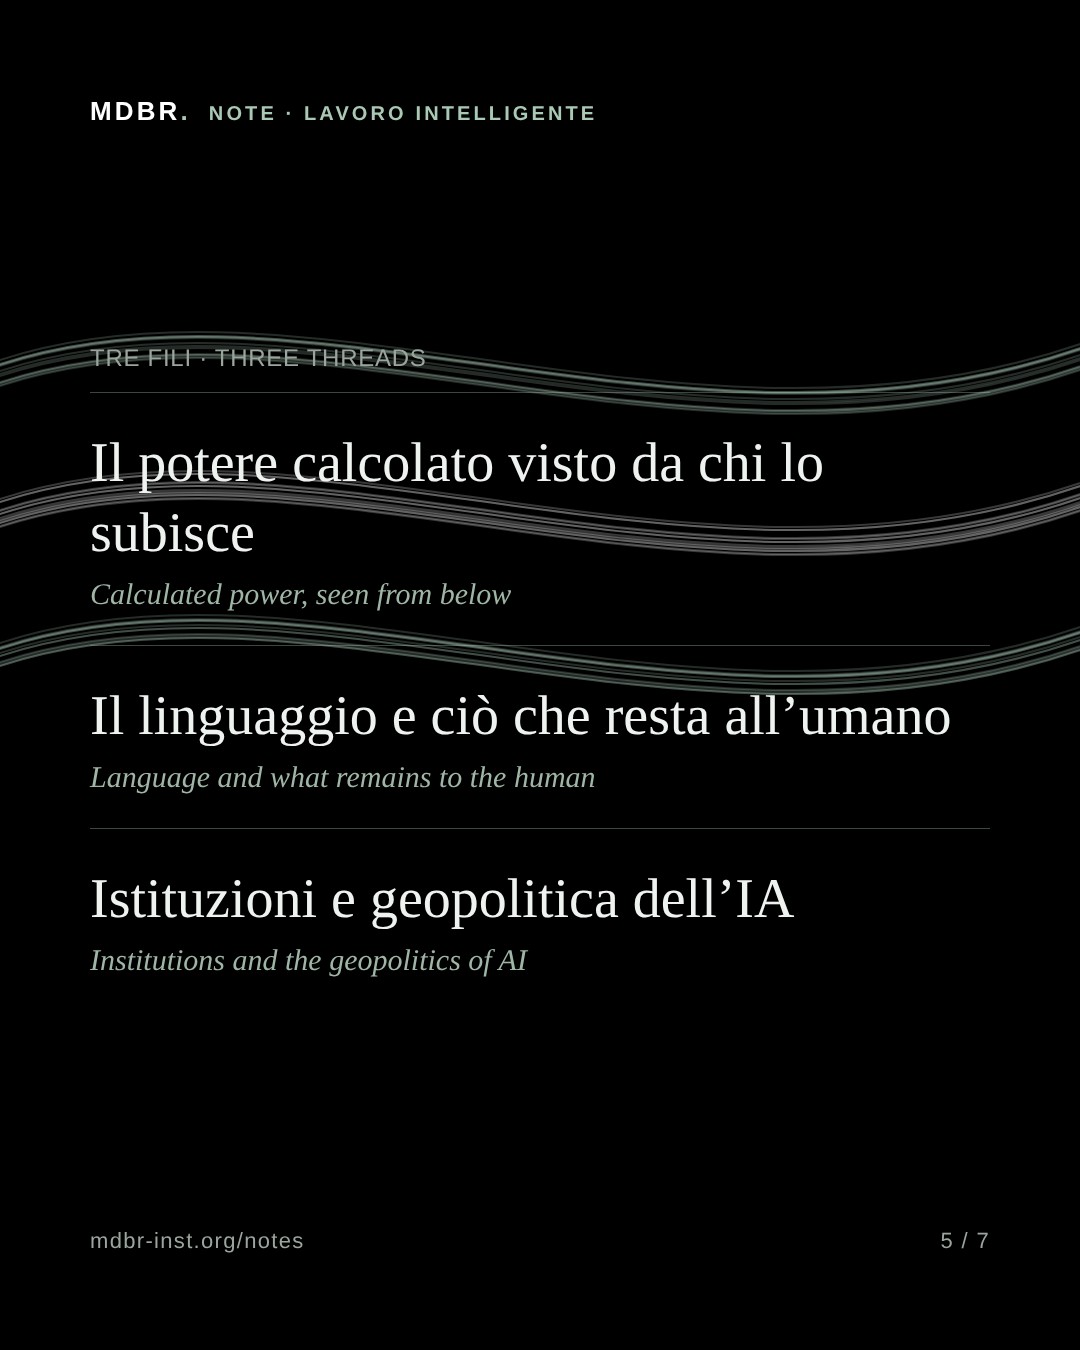 MDBR. NOTE · LAVORO INTELLIGENTE
TRE FILI · THREE THREADS
Il potere calcolato visto da chi lo
subisce
Calculated power, seen from below
Il linguaggio e ciò che resta all’umano
Language and what remains to the human
Istituzioni e geopolitica dell’IA
Institutions and the geopolitics of AI
mdbr-inst.org/notes
5 / 7